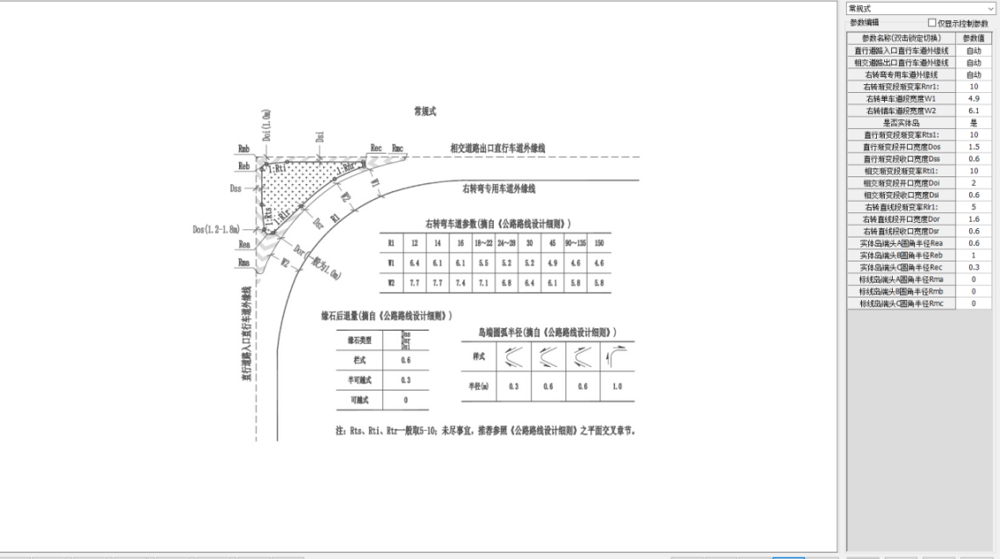 常规式
参数编辑
仅显示控制参数
参数名称(双击锁定切换) 参数值
直行道路入口直行车道外缘线 自动
相交道路出口直行车道外缘线 自动
右转弯专用车道外缘线 自动
右转渐变段渐变率Rnr1: 10
右转单车道段宽度W1 4.9
右转错车道段宽度W2 6.1
是否实体岛 是
直行渐变段渐变率Rts1: 10
直行渐变段开口宽度Dos 1.5
直行渐变段收口宽度Dss 0.6
相交渐变段渐变率Rti1: 10
相交渐变段开口宽度Doi 2
相交渐变段收口宽度Dsi 0.6
右转直线段渐变率Rlr1: 5
右转直线段开口宽度Dor 1.6
右转直线段收口宽度Dsr 0.6
实体岛端头A圆角半径Rea 0.6
实体岛端头B圆角半径Reb 1
实体岛端头C圆角半径Rec 0.3
标线岛端头A圆角半径Rma 0
标线岛端头B圆角半径Rmb 0
标线岛端头C圆角半径Rmc 0
常规式
Doi(1.0m)
Dsi
Rmb
Reb
Rec
Rmc
相交道路出口直行车道外缘线
1:Rti
1:Rnr
Dss
W1
W2
右转弯专用车道外缘线
1:Rts
1:Rlr
Dsr
R1
Dos(1.2-1.8m)
Rea
Rma
W2
Dor(一般为1.0m)
直行道路入口直行车道外缘线
右转弯车道参数(摘自《公路路线设计细则》)
R1 12 14 16 18~22 24~28 30 45 90~135 150
W1 6.4 6.1 6.1 5.5 5.2 5.2 4.9 4.6 4.6
W2 7.7 7.7 7.4 7.1 6.8 6.4 6.1 5.8 5.8
缘石后退量(摘自《公路路线设计细则》)
缘石类型
栏式 0.6
半可越式 0.3
可越式 0
岛端圆弧半径(摘自《公路路线设计细则》)
样式
半径(m) 0.3 0.6 0.6 1.0
注：Rts、Rti、Rtr一般取5-10；未尽事宜，推荐参照《公路路线设计细则》之平面交叉章节。